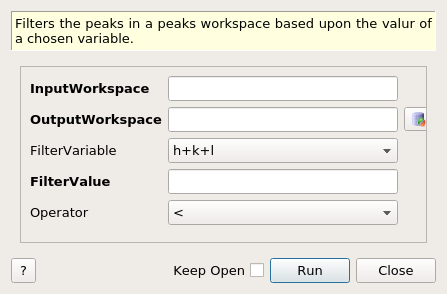 Filters the peaks in a peaks workspace based upon the valur of
a chosen variable.
InputWorkspace
OutputWorkspace
FilterVariable h+k+l
FilterValue
Operator <
? Keep Open Run Close